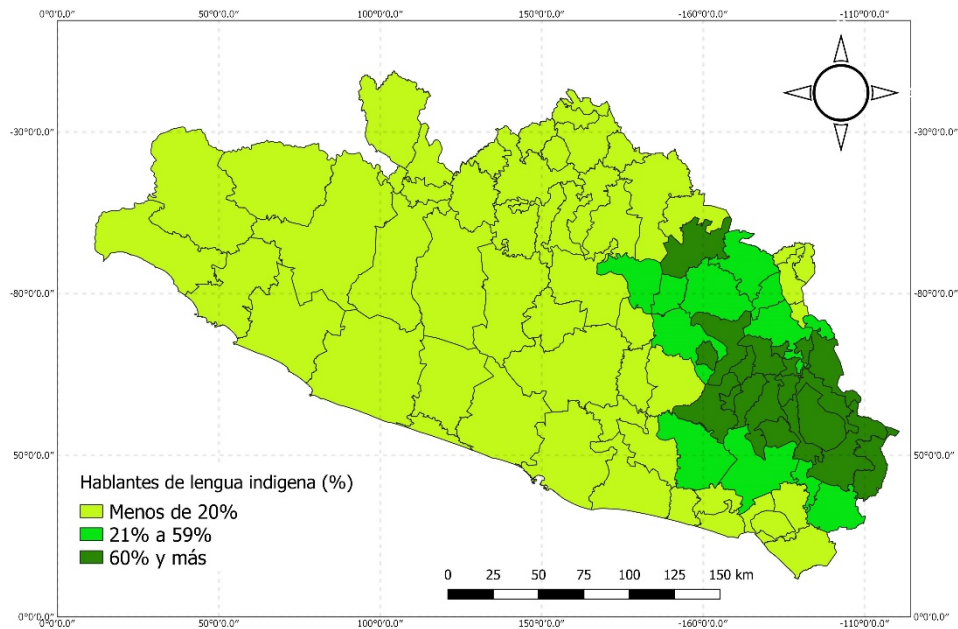 0°0'0.0" 50°0'0.0" 100°0'0.0" 150°0'0.0" -160°0'0.0" -110°0'0.0"
-30°0'0.0" -30°0'0.0"
-80°0'0.0" -80°0'0.0"
50°0'0.0" 50°0'0.0"
Hablantes de lengua indigena (%)
Menos de 20%
21% a 59%
60% y más
0 25 50 75 100 125 150 km
0°0'0.0" 0°0'0.0"
0°0'0.0" 50°0'0.0" 100°0'0.0" 150°0'0.0" -160°0'0.0" -110°0'0.0"